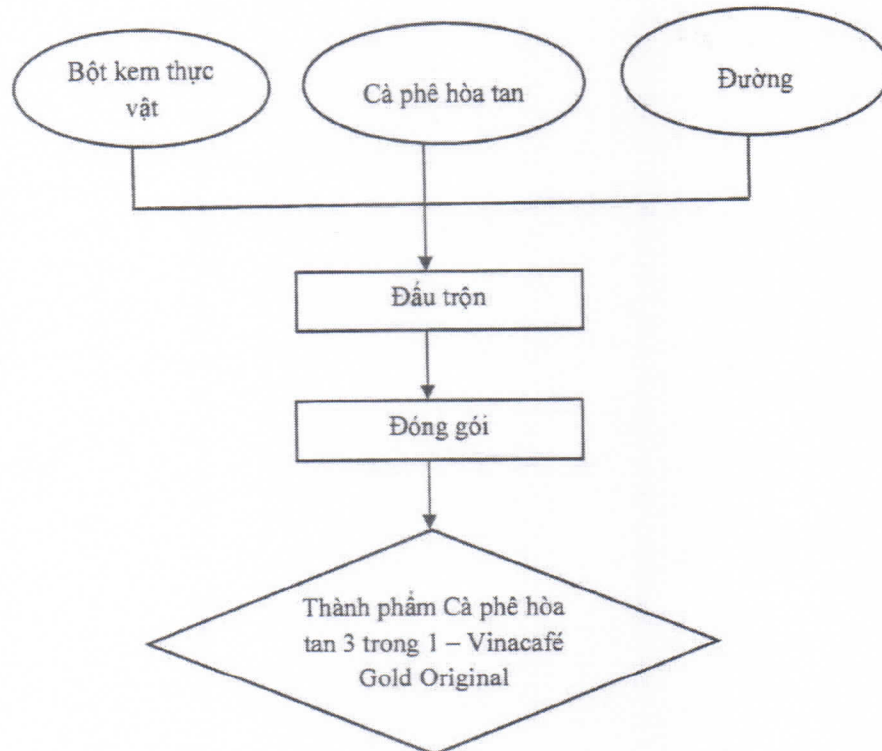 Bột kem thực
vật
Cà phê hòa tan
Đường
Đấu trộn
Đóng gói
Thành phẩm Cà phê hòa
tan 3 trong 1 – Vinacafé
Gold Original